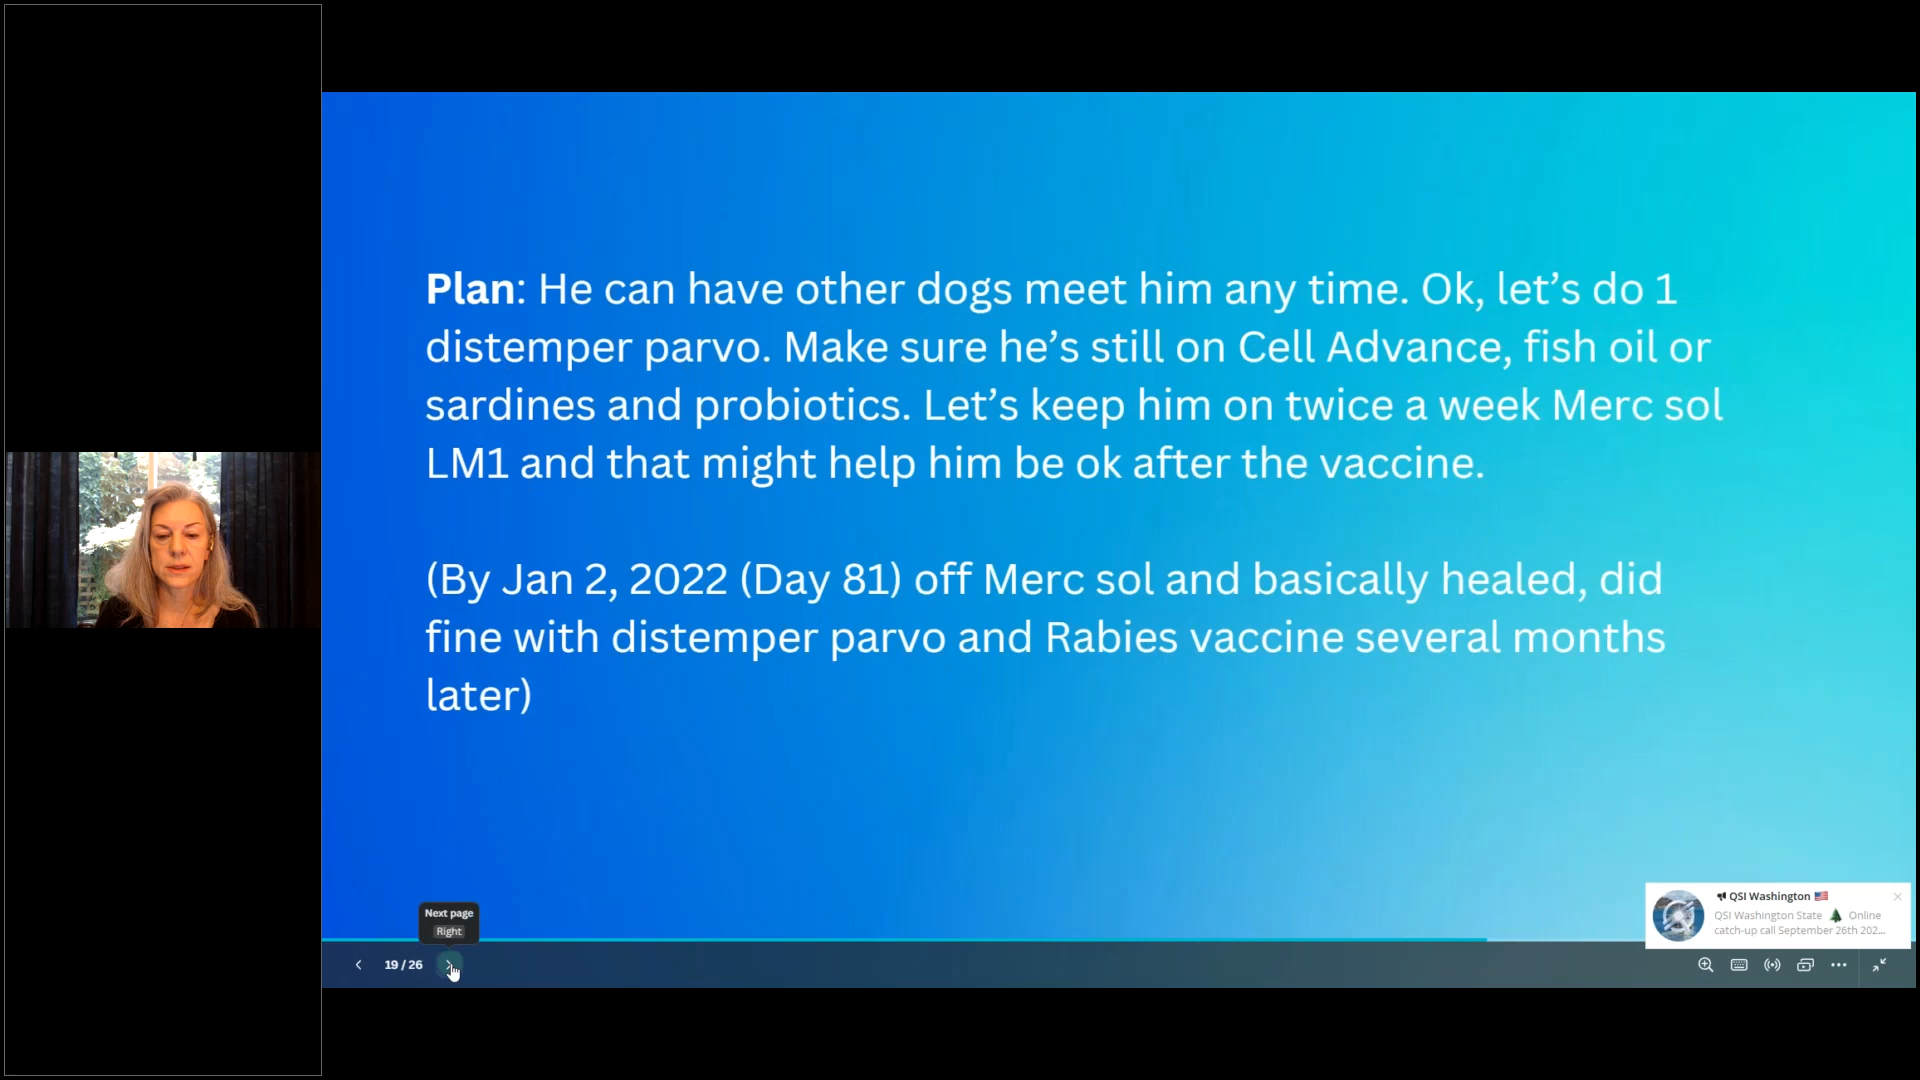 Plan: He can have other dogs meet him any time. Ok, let’s do 1
distemper parvo. Make sure he’s still on Cell Advance, fish oil or
sardines and probiotics. Let’s keep him on twice a week Merc sol
LM1 and that might help him be ok after the vaccine.
(By Jan 2, 2022 (Day 81) off Merc sol and basically healed, did
fine with distemper parvo and Rabies vaccine several months
later)
QSI Washington 🇺🇸
QSI Washington State 🌲 Online
catch-up call September 26th 202...
Next page
Right
19 / 26